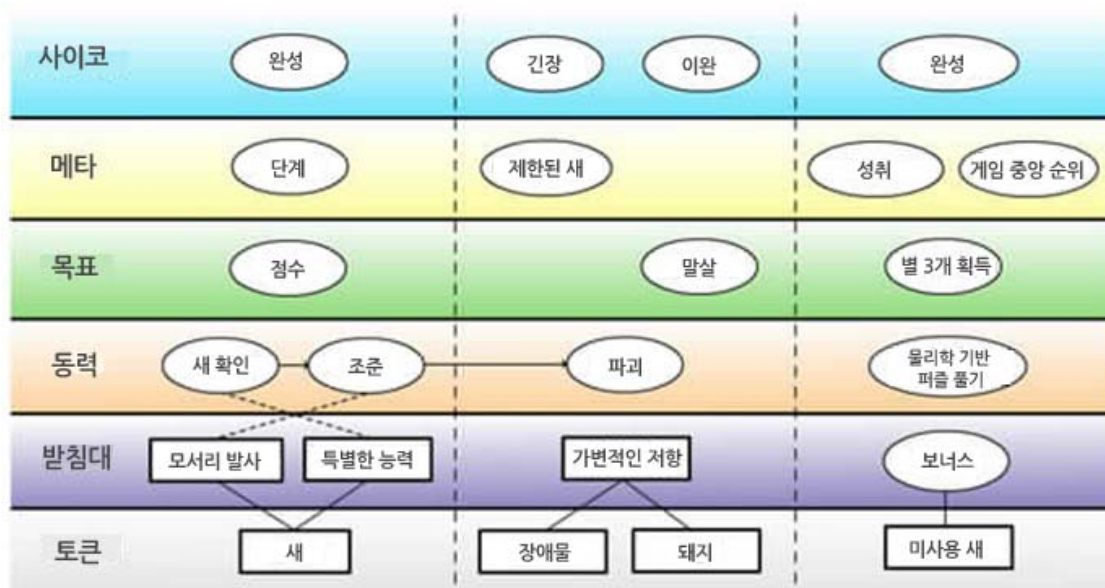 사이코
완성
긴장
이완
완성
메타
단계
제한된 새
성취
게임 중앙 순위
목표
점수
말살
별 3개 획득
동력
새 확인
조준
파괴
물리학 기반
퍼즐 풀기
받침대
모서리 발사
특별한 능력
가변적인 저항
보너스
토큰
새
장애물
돼지
미사용 새